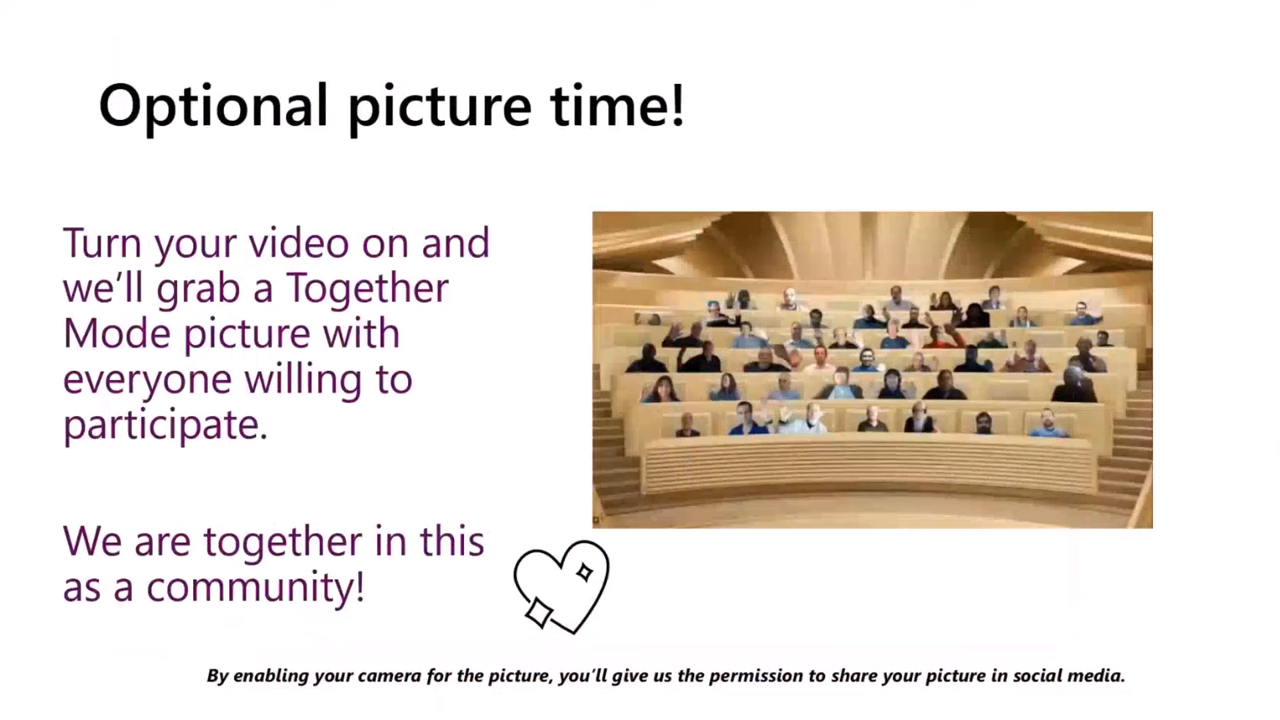 Optional picture time!
Turn your video on and
we'll grab a Together
Mode picture with
everyone willing to
participate.
We are together in this
as a community!
By enabling your camera for the picture, you'll give us the permission to share your picture in social media.